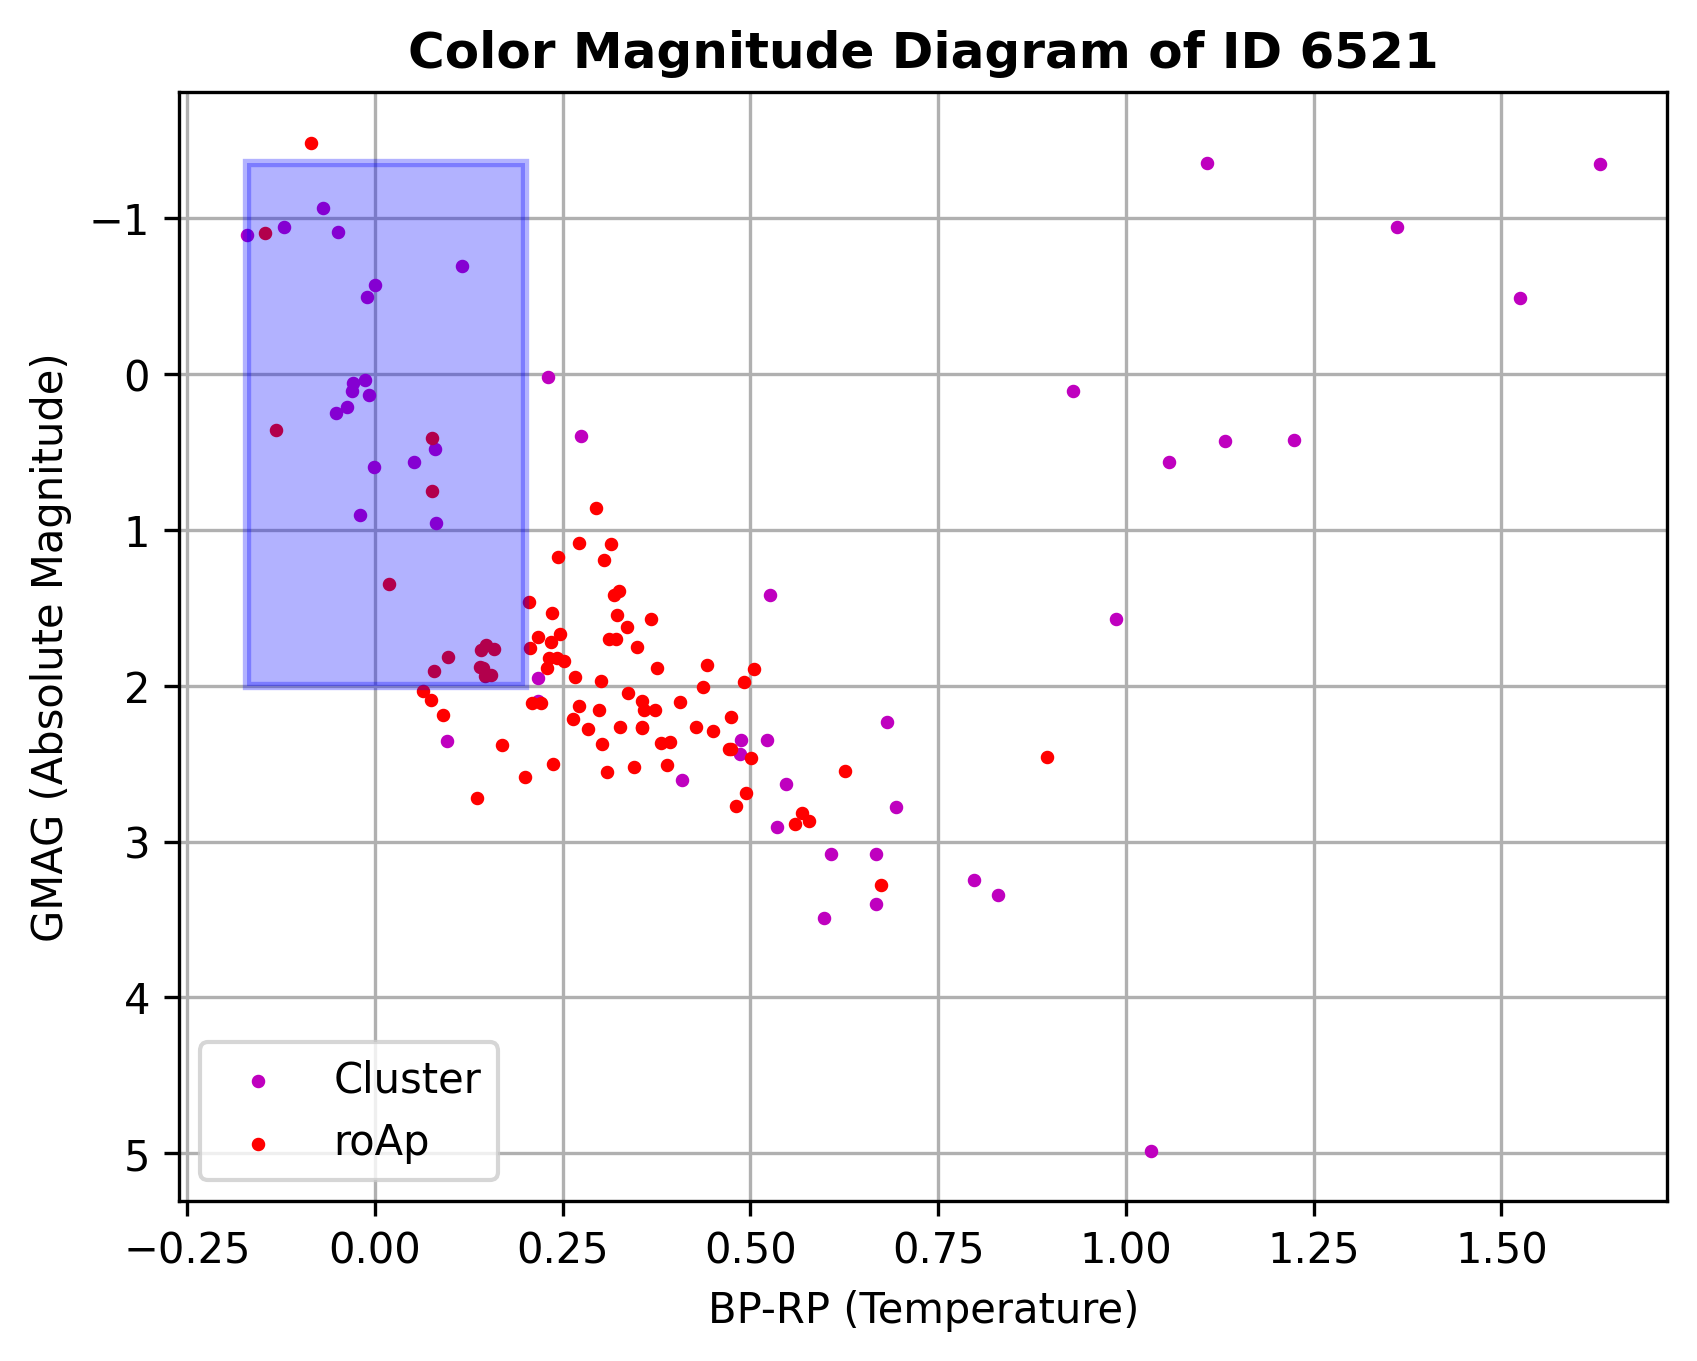 Color Magnitude Diagram of ID 6521
GMAG (Absolute Magnitude)
−1
0
1
2
3
4
5
Cluster
roAp
−0.25 0.00 0.25 0.50 0.75 1.00 1.25 1.50
BP-RP (Temperature)